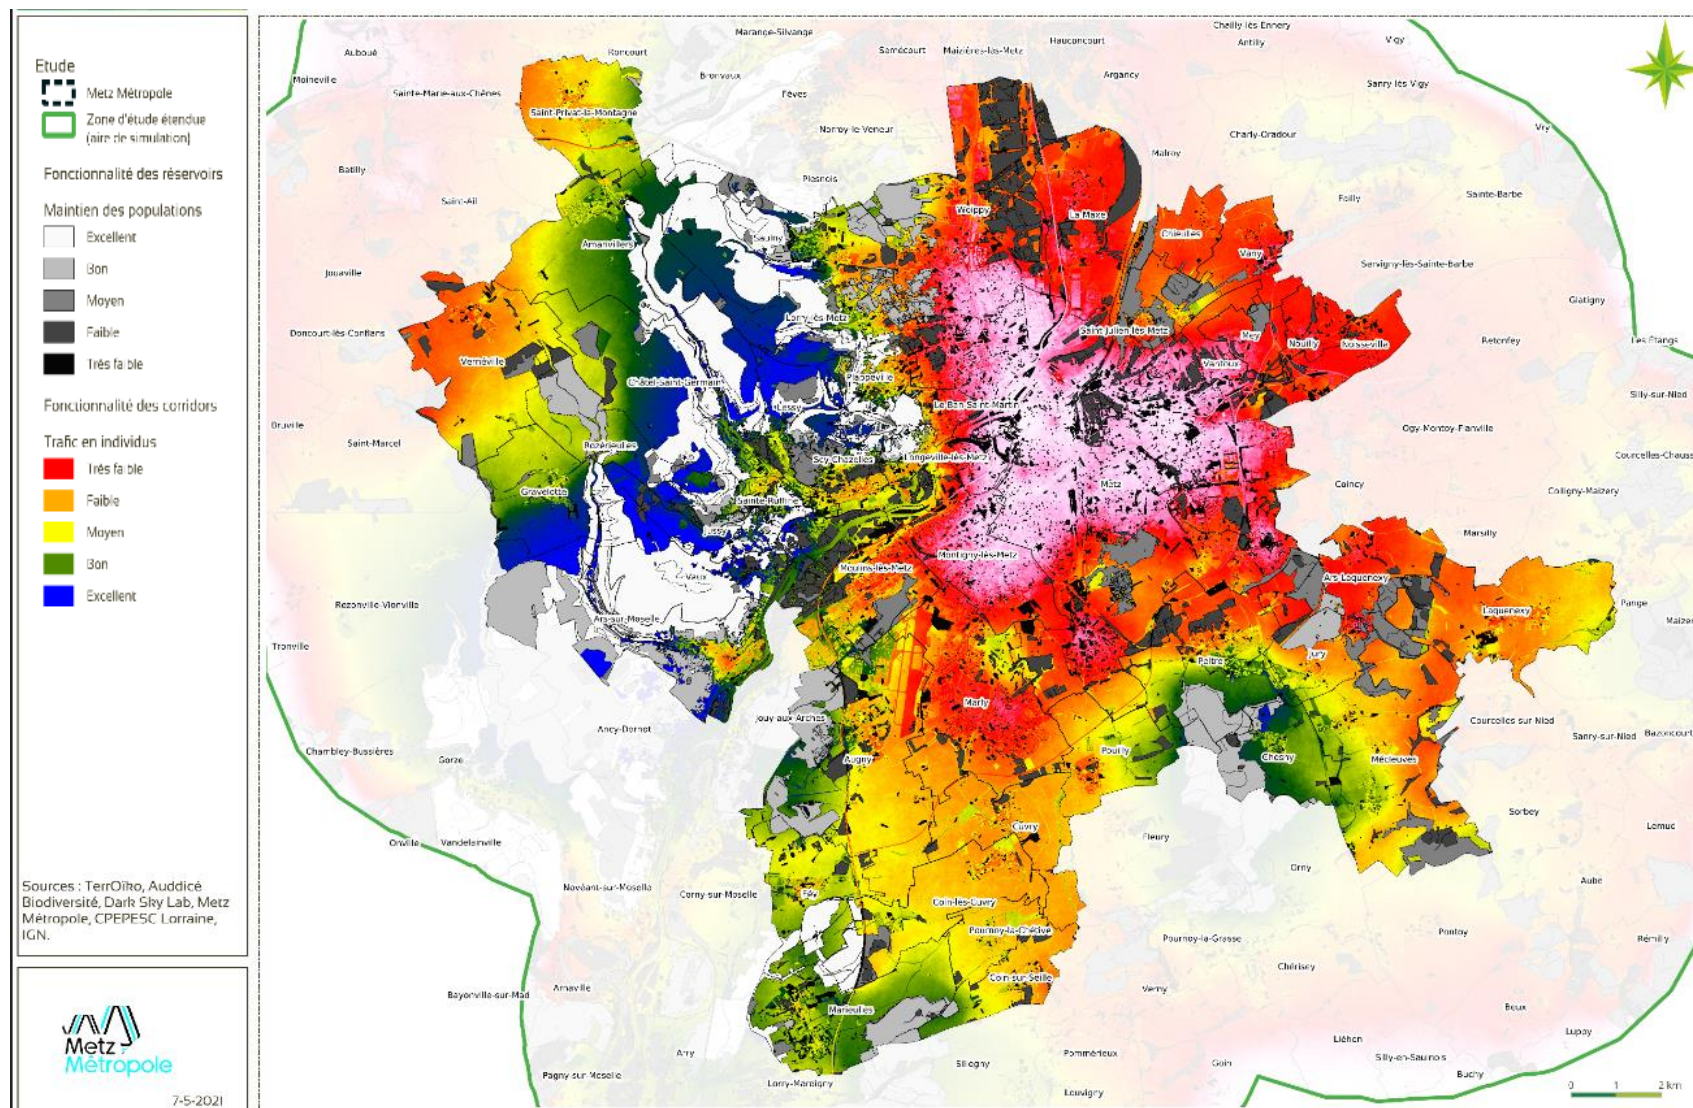 Etude
Metz Métropole
Zone d'étude étendue
(aire de simulation)
Fonctionnalité des réservoirs
Maintien des populations
Excellent
Bon
Moyen
Faible
Très faible
Fonctionnalité des corridors
Trafic en individus
Très faible
Faible
Moyen
Bon
Excellent
Sources : TerrOïko, Auddicé
Biodiversité, Dark Sky Lab, Metz
Métropole, CPEPESC Lorraine,
IGN.
Metz
Métropole
7-5-2021
Auboué
Roncourt
Marange-Silvange
Semécourt
Maizières-lès-Metz
Hauconcourt
Chailly-lès-Ennery
Antilly
Vigy
Moineville
Sainte-Marie-aux-Chênes
Bronvaux
Fèves
Argancy
Sanry-lès-Vigy
Saint-Privat-la-Montagne
Norroy-le-Veneur
Charly-Oradour
Vry
Batilly
Plesnois
Malroy
Saint-Ail
Failly
Sainte-Barbe
Woippy
La Maxe
Amanvillers
Saulny
Chieulles
Vany
Jouaville
Servigny-lès-Sainte-Barbe
Glatigny
Doncourt-lès-Conflans
Lorry-lès-Metz
Saint-Julien-lès-Metz
Mey
Nouilly
Noisseville
Retonfey
Les Étangs
Vernéville
Châtel-Saint-Germain
Plappeville
Vantoux
Silly-sur-Nied
Bruville
Saint-Marcel
Lessy
Le Ban-Saint-Martin
Ogy-Montoy-Flanville
Rozérieulles
Scy-Chazelles
Longeville-lès-Metz
Courcelles-Chauss
Gravelotte
Sainte-Ruffine
Metz
Coincy
Colligny-Maizery
Jussy
Montigny-lès-Metz
Marsilly
Vaux
Moulins-lès-Metz
Ars-Laquenexy
Rezonville-Vionville
Ars-sur-Moselle
Laquenexy
Pange
Maizer
Tronville
Jury
Peltre
Marly
Jouy-aux-Arches
Courcelles-sur-Nied
Ancy-Dornot
Sanry-sur-Nied
Bazoncourt
Chambley-Bussières
Gorze
Augny
Pouilly
Chesny
Mécleuves
Sorbey
Cuvry
Fleury
Lemud
Onville
Vandelainville
Orny
Aube
Novéant-sur-Moselle
Corny-sur-Moselle
Féy
Coin-lès-Cuvry
Pournoy-la-Chétive
Pournoy-la-Grasse
Pontoy
Rémilly
Chérisey
Coin-sur-Seille
Bayonville-sur-Mad
Arnaville
Verny
Marieulles
Beux
Luppy
Liéhon
Arry
Pommérieux
Silly-en-Saulnois
Sillegny
Goin
Buchy
Pagny-sur-Moselle
Lorry-Mardigny
Louvigny
0 1 2 km